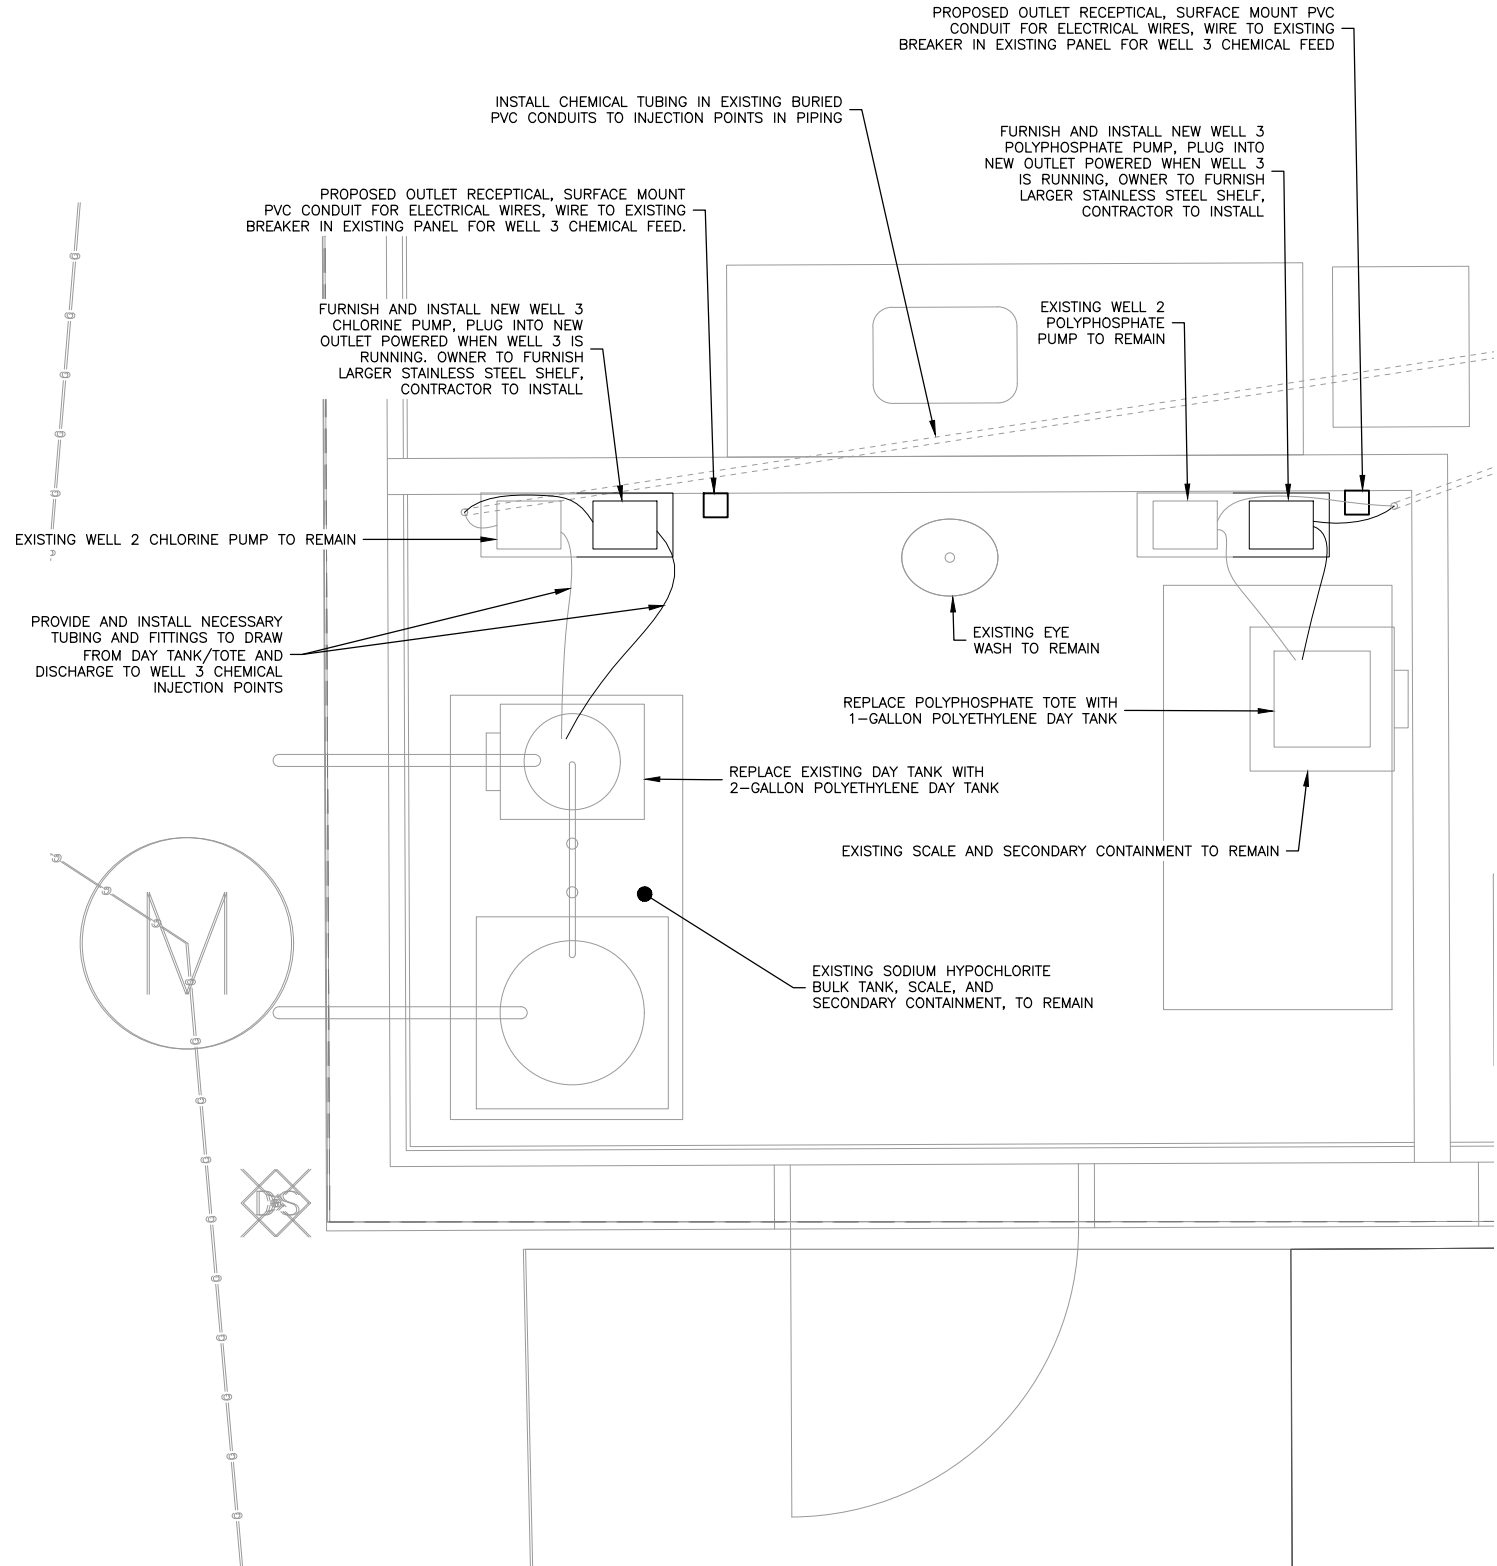 PROPOSED OUTLET RECEPTICAL, SURFACE MOUNT PVC
CONDUIT FOR ELECTRICAL WIRES, WIRE TO EXISTING
BREAKER IN EXISTING PANEL FOR WELL 3 CHEMICAL FEED
INSTALL CHEMICAL TUBING IN EXISTING BURIED
PVC CONDUITS TO INJECTION POINTS IN PIPING
FURNISH AND INSTALL NEW WELL 3
POLYPHOSPHATE PUMP, PLUG INTO
NEW OUTLET POWERED WHEN WELL 3
IS RUNNING, OWNER TO FURNISH
LARGER STAINLESS STEEL SHELF,
CONTRACTOR TO INSTALL
PROPOSED OUTLET RECEPTICAL, SURFACE MOUNT
PVC CONDUIT FOR ELECTRICAL WIRES, WIRE TO EXISTING
BREAKER IN EXISTING PANEL FOR WELL 3 CHEMICAL FEED.
FURNISH AND INSTALL NEW WELL 3
CHLORINE PUMP, PLUG INTO NEW
OUTLET POWERED WHEN WELL 3 IS
RUNNING. OWNER TO FURNISH
LARGER STAINLESS STEEL SHELF,
CONTRACTOR TO INSTALL
EXISTING WELL 2
POLYPHOSPHATE
PUMP TO REMAIN
EXISTING WELL 2 CHLORINE PUMP TO REMAIN
PROVIDE AND INSTALL NECESSARY
TUBING AND FITTINGS TO DRAW
FROM DAY TANK/TOTE AND
DISCHARGE TO WELL 3 CHEMICAL
INJECTION POINTS
EXISTING EYE
WASH TO REMAIN
REPLACE POLYPHOSPHATE TOTE WITH
1-GALLON POLYETHYLENE DAY TANK
REPLACE EXISTING DAY TANK WITH
2-GALLON POLYETHYLENE DAY TANK
EXISTING SCALE AND SECONDARY CONTAINMENT TO REMAIN
M
EXISTING SODIUM HYPOCHLORITE
BULK TANK, SCALE, AND
SECONDARY CONTAINMENT, TO REMAIN
DS